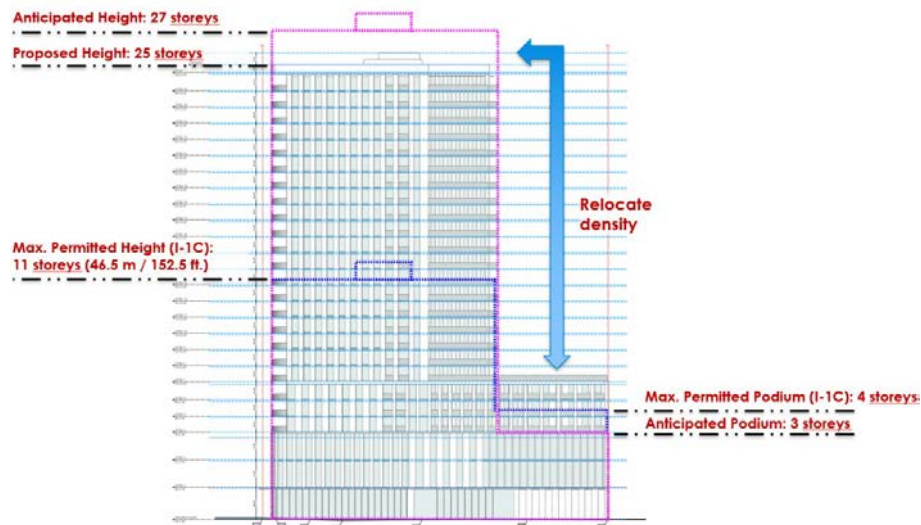 Anticipated Height: 27 storeys
Proposed Height: 25 storeys
Relocate
density
Max. Permitted Height (I-1C):
11 storeys (46.5 m / 152.5 ft.)
Max. Permitted Podium (I-1C): 4 storeys
Anticipated Podium: 3 storeys